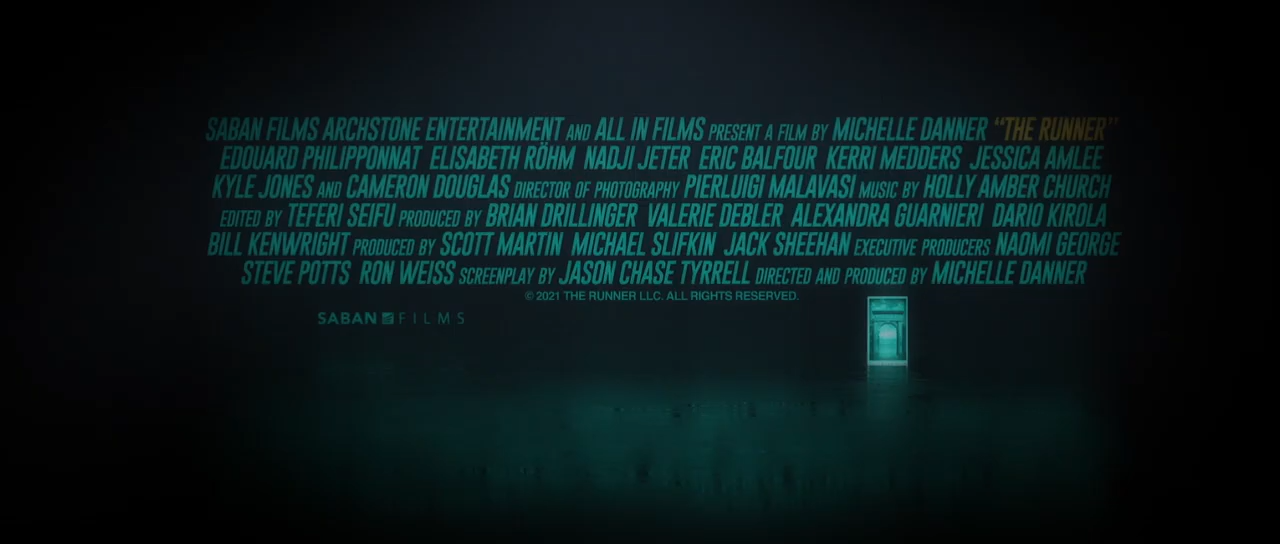 SABAN FILMS ARCHSTONE ENTERTAINMENT AND ALL IN FILMS PRESENT A FILM BY MICHELLE DANNER "THE RUNNER"
EDOUARD PHILIPPONNAT ELISABETH RÖHM NADJI JETER ERIC BALFOUR KERRI MEDDERS JESSICA AMLEE
KYLE JONES AND CAMERON DOUGLAS DIRECTOR OF PHOTOGRAPHY PIERLUIGI MALAVASI MUSIC BY HOLLY AMBER CHURCH
EDITED BY TEFERI SEIFU PRODUCED BY BRIAN DRILLINGER VALERIE DEBLER ALEXANDRA GUARNIERI DARIO KIROLA
BILL KENWRIGHT PRODUCED BY SCOTT MARTIN MICHAEL SLIFKIN JACK SHEEHAN EXECUTIVE PRODUCERS NAOMI GEORGE
STEVE POTTS RON WEISS SCREENPLAY BY JASON CHASE TYRRELL DIRECTED AND PRODUCED BY MICHELLE DANNER
© 2021 THE RUNNER LLC. ALL RIGHTS RESERVED.
SABAN FILMS